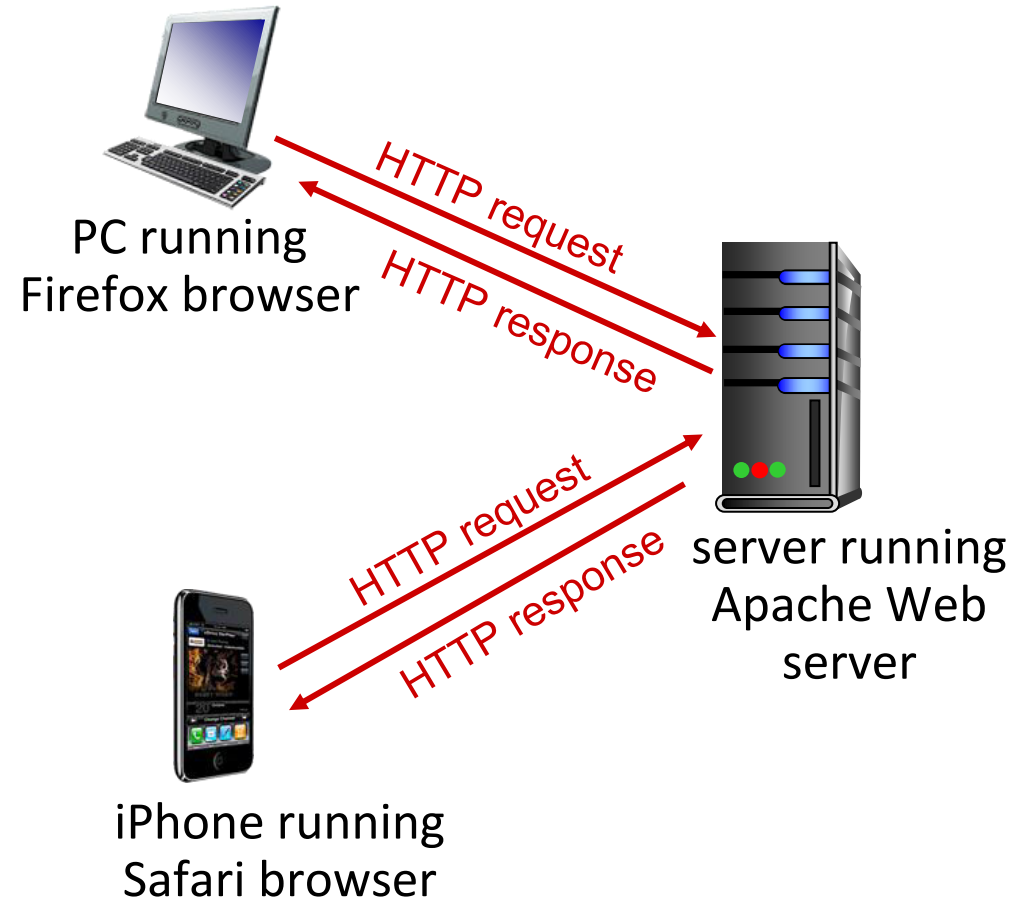 HTTP request
HTTP response
PC running
Firefox browser
HTTP request
HTTP response
server running
Apache Web
server
iPhone running
Safari browser